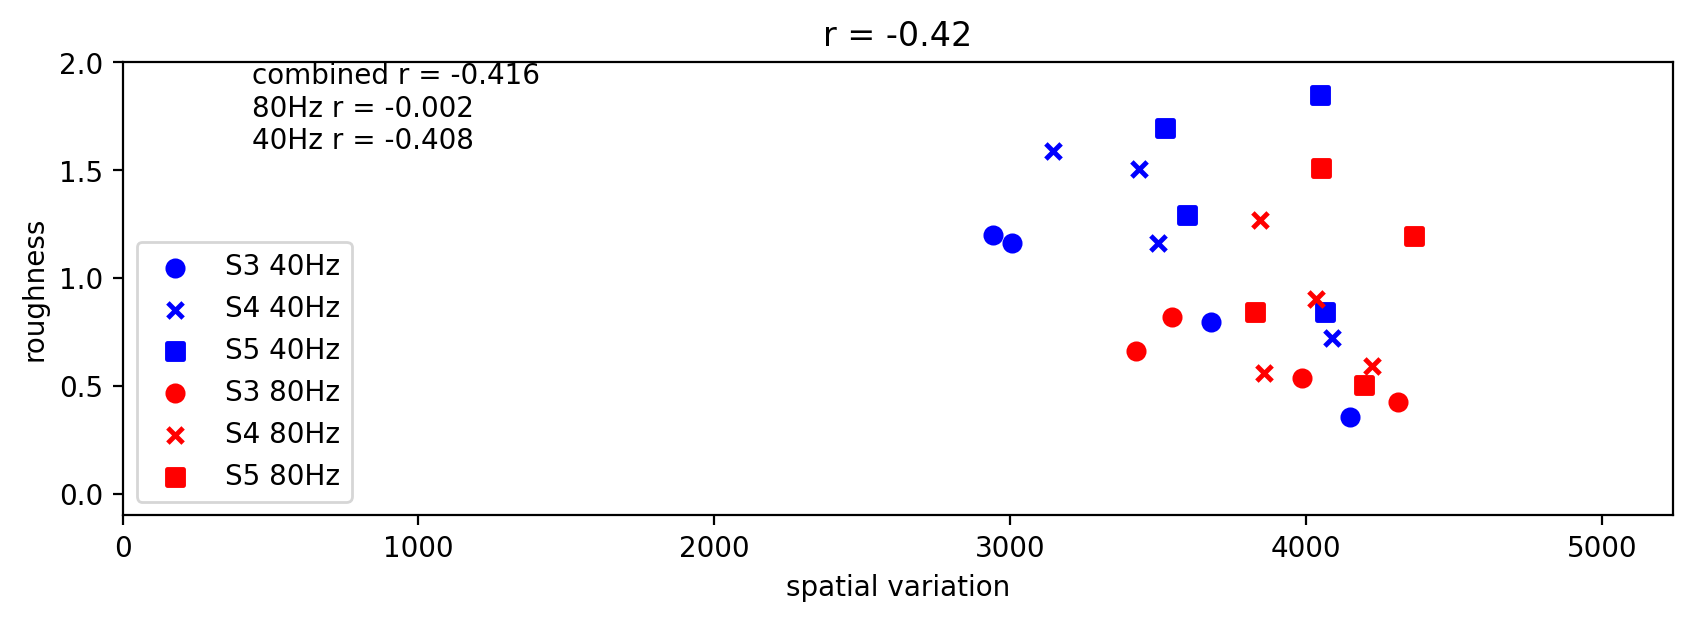 r = -0.42
combined r = -0.416
80Hz r = -0.002
40Hz r = -0.408
2.0
1.5
1.0
0.5
0.0
roughness
S3 40Hz
S4 40Hz
S5 40Hz
S3 80Hz
S4 80Hz
S5 80Hz
0 1000 2000 3000 4000 5000
spatial variation